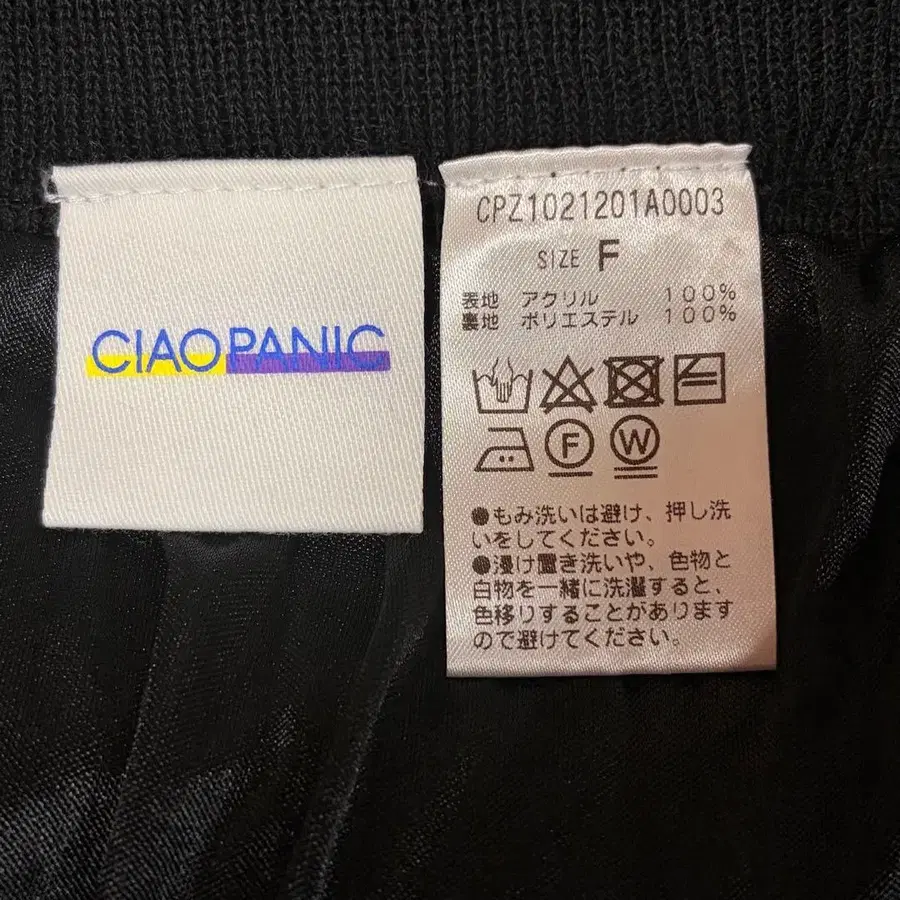 CIAOPANIC
CPZ1021201A0003
SIZE F
表地 アクリル 100%
裏地 ポリエステル 100%
F W
●もみ洗いは避け、押し洗
いをしてください。
●浸け置き洗いや、色物と
白物を一緒に洗濯すると、
色移りすることがあります
ので避けてください。